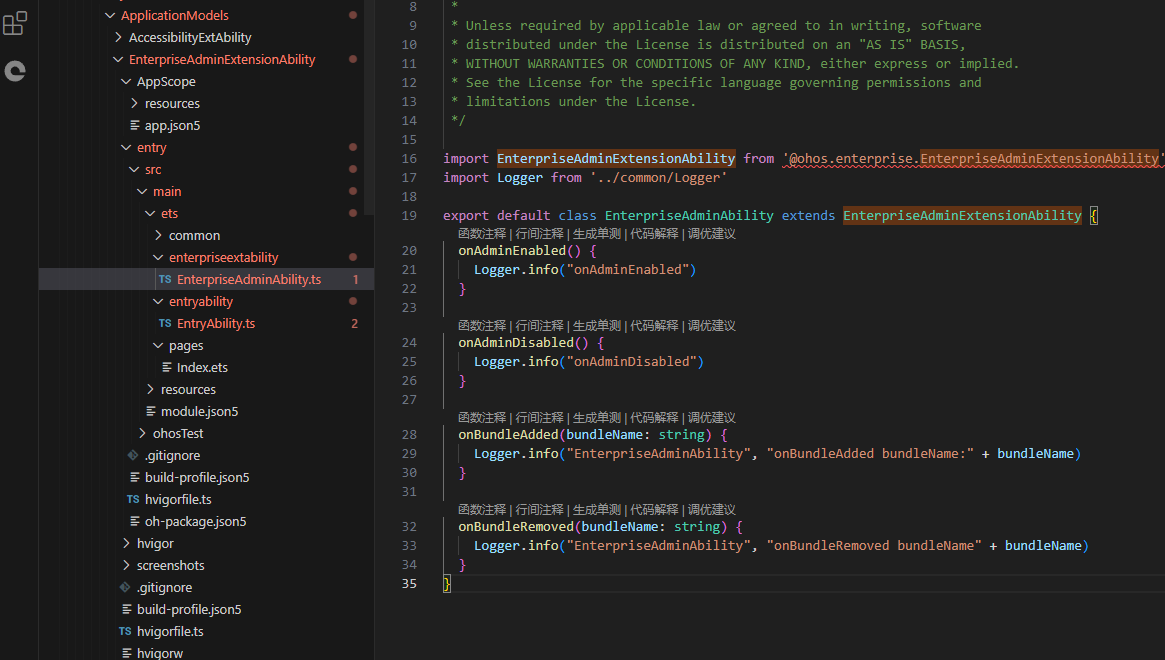 ApplicationModels
AccessibilityExtAbility
EnterpriseAdminExtensionAbility
AppScope
resources
app.json5
entry
src
main
ets
common
enterpriseextability
TS EnterpriseAdminAbility.ts 1
entryability
TS EntryAbility.ts 2
pages
Index.ets
resources
module.json5
ohosTest
.gitignore
build-profile.json5
TS hvigorfile.ts
oh-package.json5
hvigor
screenshots
.gitignore
build-profile.json5
TS hvigorfile.ts
hvigorw
8 *
9 * Unless required by applicable law or agreed to in writing, software
10 * distributed under the License is distributed on an "AS IS" BASIS,
11 * WITHOUT WARRANTIES OR CONDITIONS OF ANY KIND, either express or implied.
12 * See the License for the specific language governing permissions and
13 * limitations under the License.
14 */
15
16 import EnterpriseAdminExtensionAbility from '@ohos.enterprise.EnterpriseAdminExtensionAbility'
17 import Logger from '../common/Logger'
18
19 export default class EnterpriseAdminAbility extends EnterpriseAdminExtensionAbility {
函数注释 | 行间注释 | 生成单测 | 代码解释 | 调优建议
20 onAdminEnabled() {
21 Logger.info("onAdminEnabled")
22 }
23
函数注释 | 行间注释 | 生成单测 | 代码解释 | 调优建议
24 onAdminDisabled() {
25 Logger.info("onAdminDisabled")
26 }
27
函数注释 | 行间注释 | 生成单测 | 代码解释 | 调优建议
28 onBundleAdded(bundleName: string) {
29 Logger.info("EnterpriseAdminAbility", "onBundleAdded bundleName:" + bundleName)
30 }
31
函数注释 | 行间注释 | 生成单测 | 代码解释 | 调优建议
32 onBundleRemoved(bundleName: string) {
33 Logger.info("EnterpriseAdminAbility", "onBundleRemoved bundleName" + bundleName)
34 }
35 }